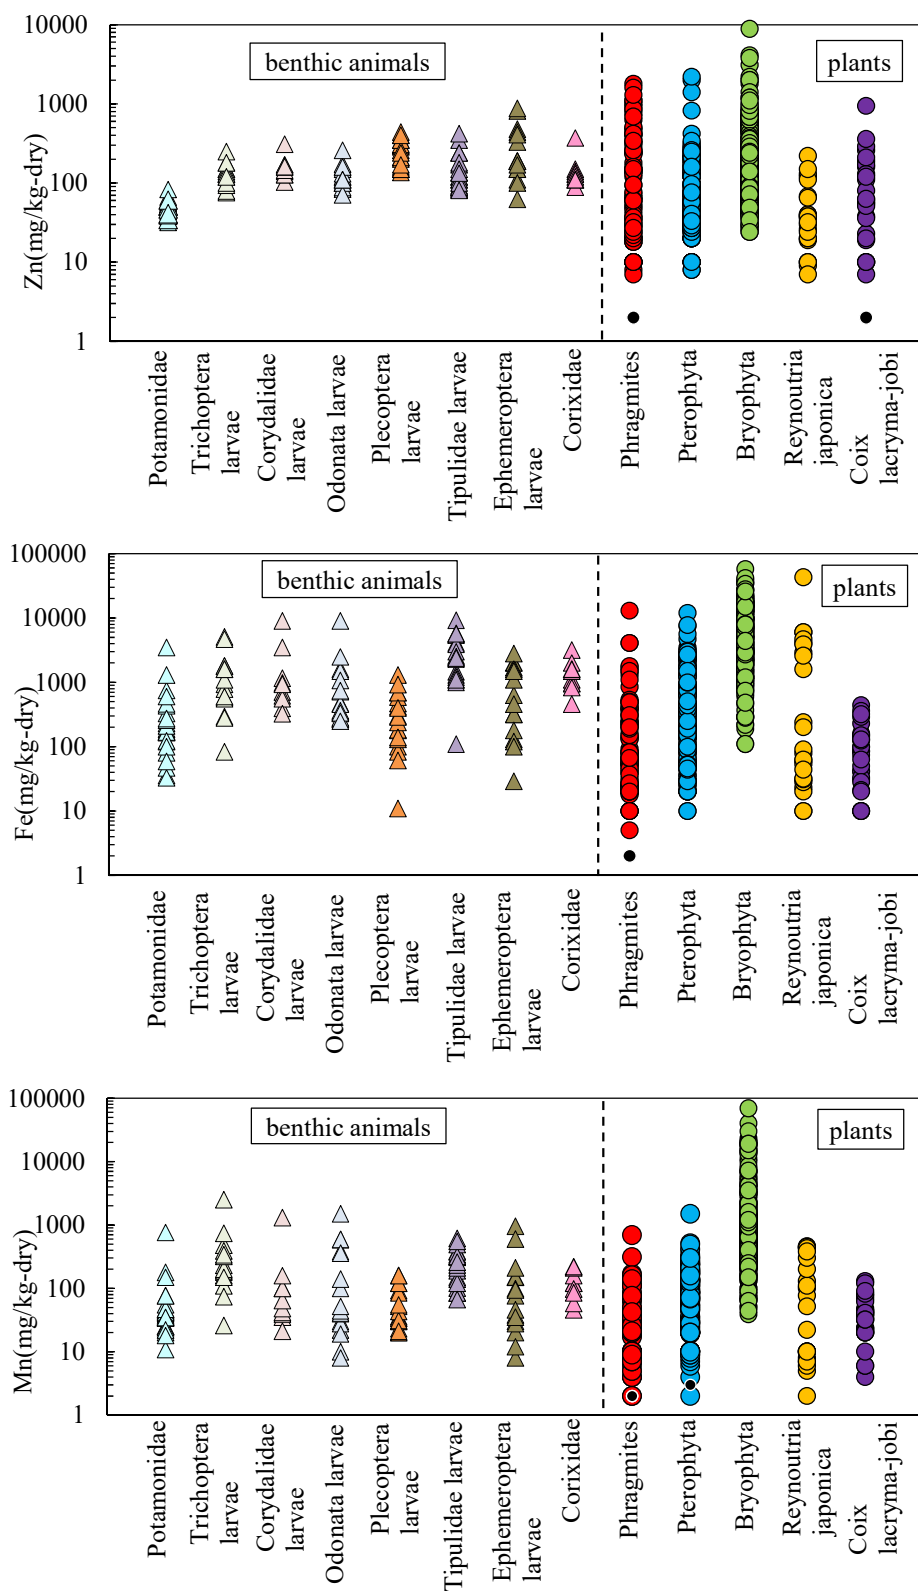 Zn(mg/kg-dry)
10000
1000
100
10
1
benthic animals
plants
Potamonidae
Trichoptera
larvae
Corydalidae
larvae
Odonata larvae
Plecoptera
larvae
Tipulidae larvae
Ephemeroptera
larvae
Corixidae
Phragmites
Pterophyta
Bryophyta
Reynoutria
japonica
Coix
lacryma-jobi
Fe(mg/kg-dry)
100000
10000
1000
100
10
1
benthic animals
plants
Potamonidae
Trichoptera
larvae
Corydalidae
larvae
Odonata larvae
Plecoptera
larvae
Tipulidae larvae
Ephemeroptera
larvae
Corixidae
Phragmites
Pterophyta
Bryophyta
Reynoutria
japonica
Coix
lacryma-jobi
Mn(mg/kg-dry)
100000
10000
1000
100
10
1
benthic animals
plants
Potamonidae
Trichoptera
larvae
Corydalidae
larvae
Odonata larvae
Plecoptera
larvae
Tipulidae larvae
Ephemeroptera
larvae
Corixidae
Phragmites
Pterophyta
Bryophyta
Reynoutria
japonica
Coix
lacryma-jobi